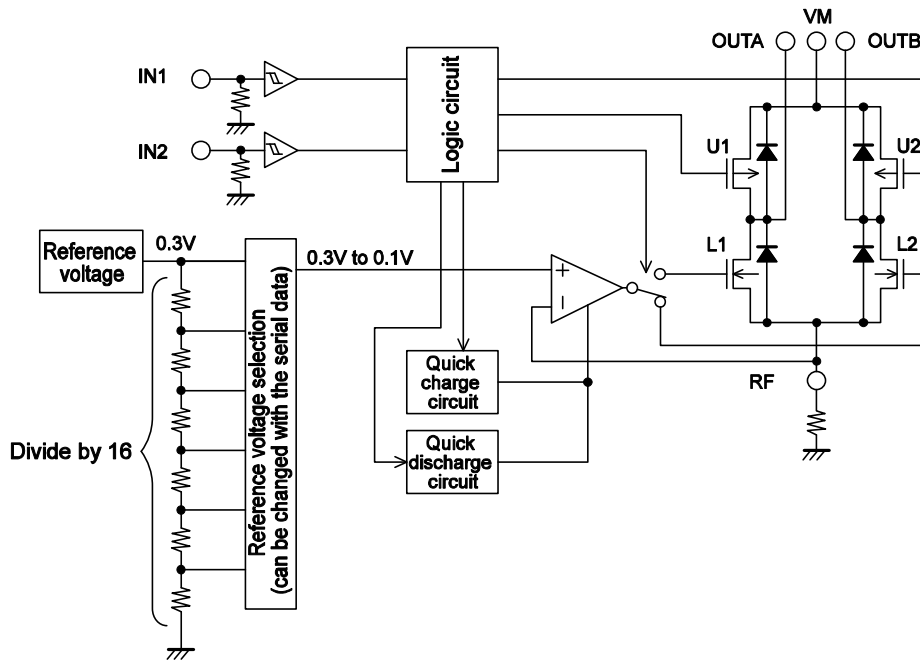 VM
OUTA
OUTB
IN1
IN2
Logic circuit
U1
U2
Reference
voltage
0.3V
0.3V to 0.1V
L1
L2
+
−
Reference voltage selection
(can be changed with the serial data)
Quick
charge
circuit
RF
Divide by 16
Quick
discharge
circuit